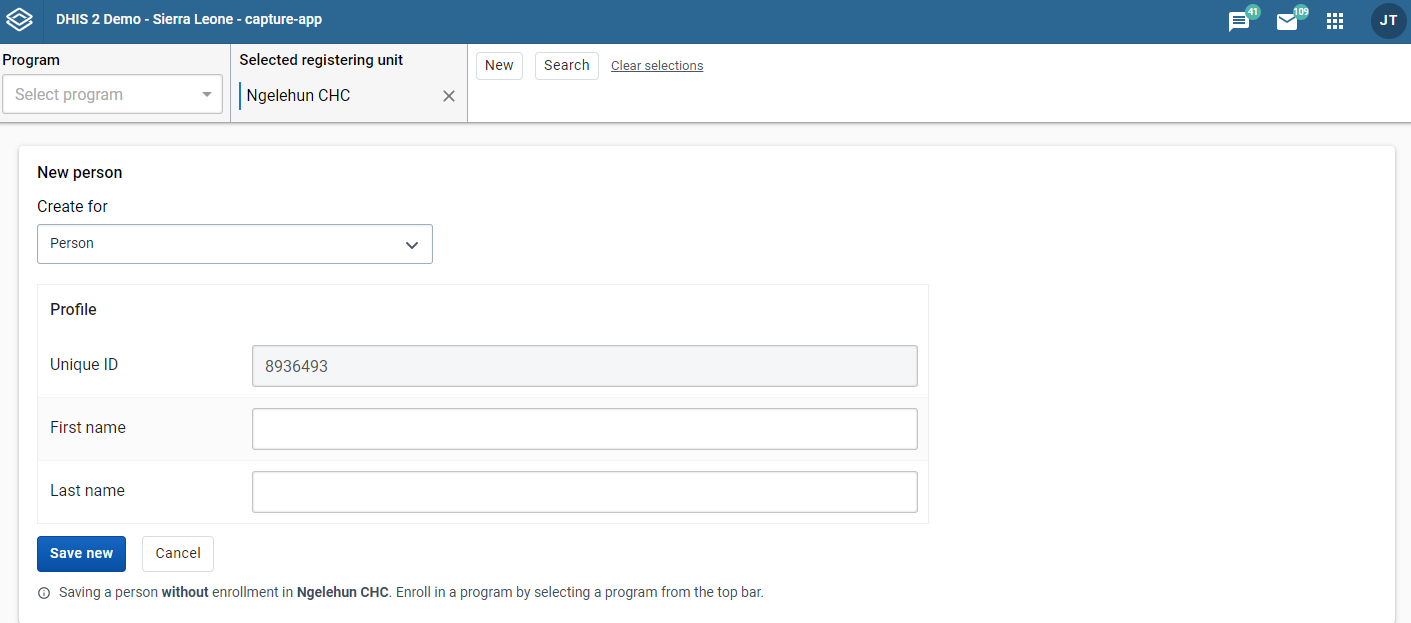 DHIS 2 Demo - Sierra Leone - capture-app
41
109
JT
Program
Select program
Selected registering unit
Ngelehun CHC
New
Search
Clear selections
New person
Create for
Person
Profile
Unique ID
8936493
First name
Last name
Save new
Cancel
Saving a person without enrollment in Ngelehun CHC. Enroll in a program by selecting a program from the top bar.